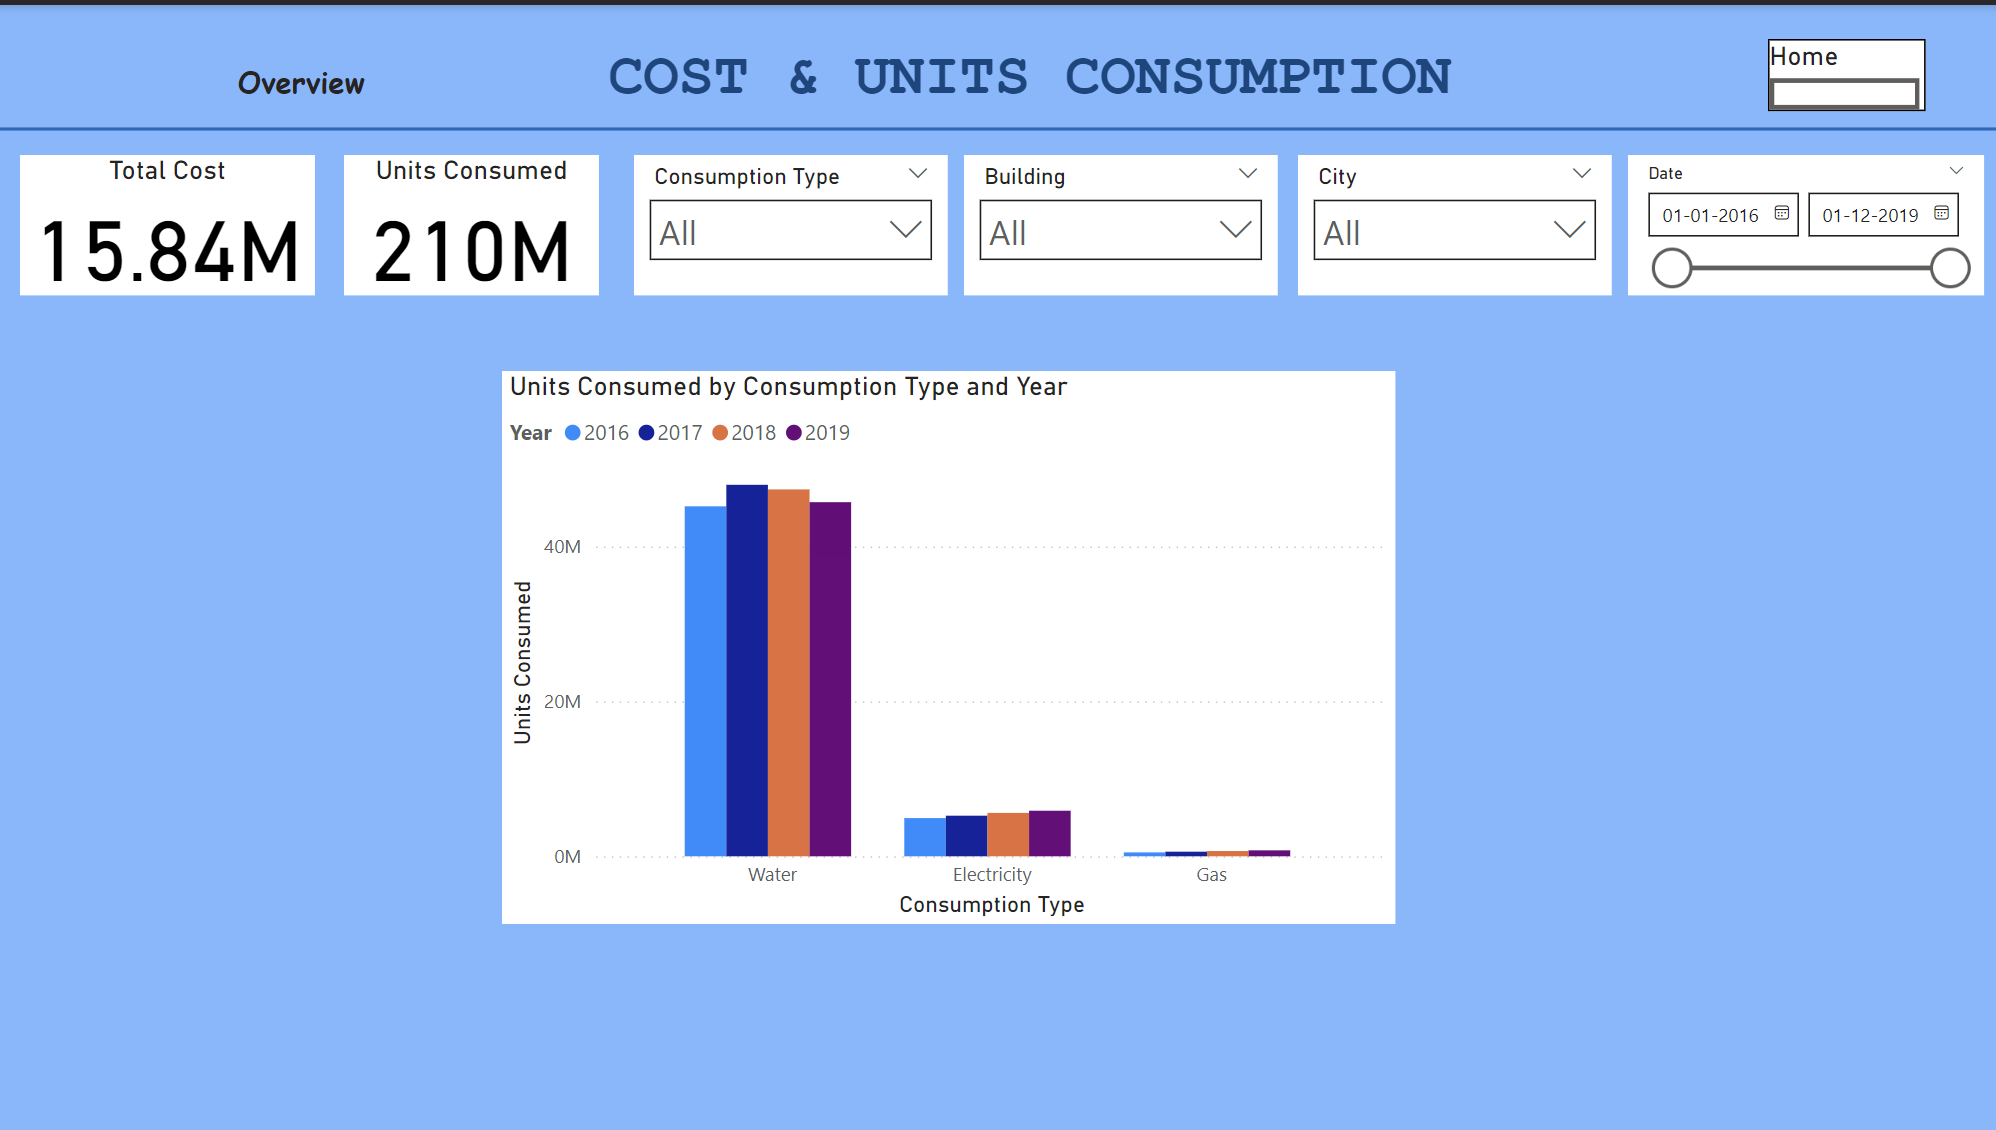 Overview
COST & UNITS CONSUMPTION
Home
Total Cost
15.84M
Units Consumed
210M
Consumption Type
All
Building
All
City
All
Date
01-01-2016
01-12-2019
Units Consumed by Consumption Type and Year
Year 2016 2017 2018 2019
Units Consumed
40M
20M
0M
Water Electricity Gas
Consumption Type